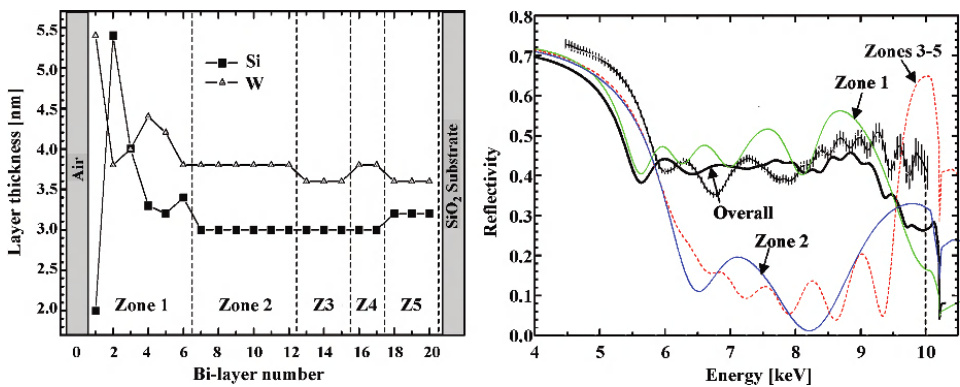 Layer thickness [nm]
5.5
5.0
4.5
4.0
3.5
3.0
2.5
2.0
Air
Si
W
SiO2 Substrate
Zone 1
Zone 2
Z3
Z4
Z5
0 2 4 6 8 10 12 14 16 18 20
Bi-layer number
Reflectivity
0.7
0.6
0.5
0.4
0.3
0.2
0.1
0.0
Zones 3-5
Zone 1
Overall
Zone 2
4 5 6 7 8 9 10
Energy [keV]